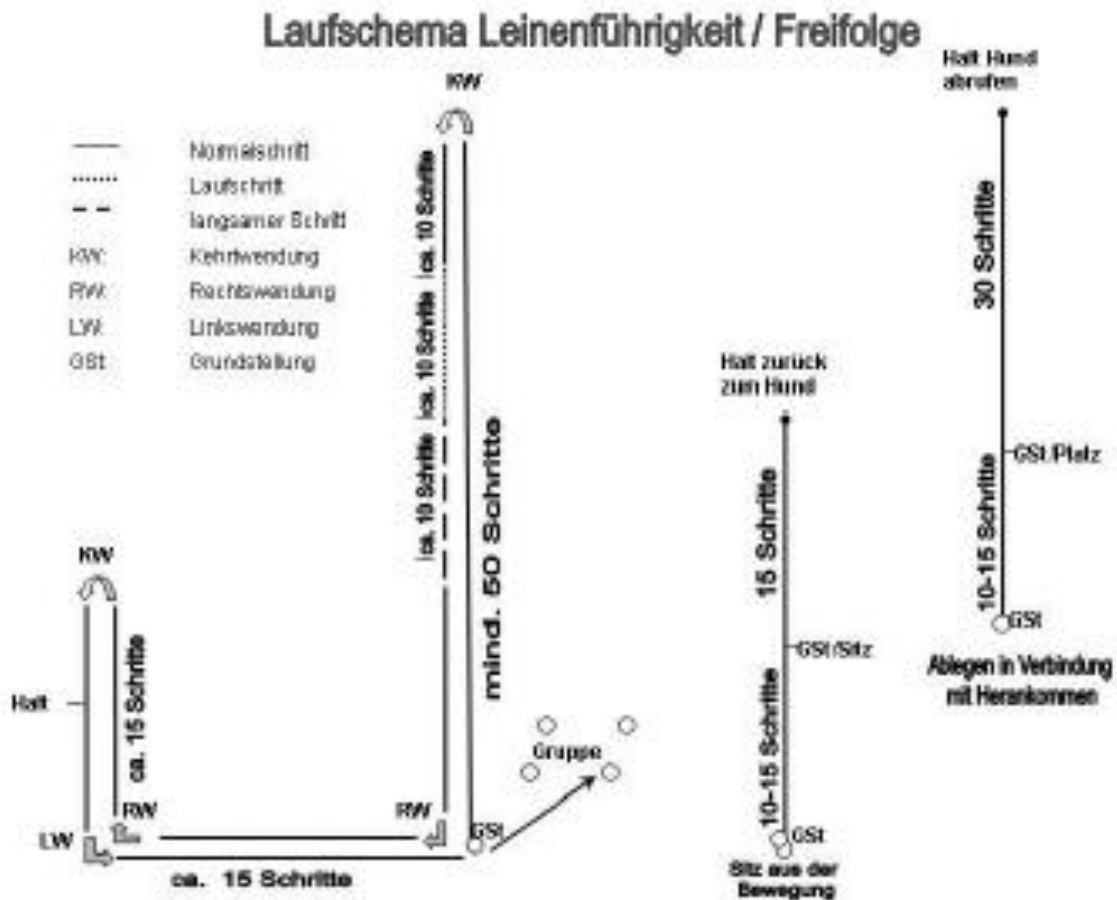 Laufschema Leinenführigkeit / Freifolge
KW
Halt Hund
abrufen
Normalschritt
Laufschritt
langsamer Schritt
KW: Kehrtwendung
RW: Rechtswendung
LW: Linkswendung
GSt: Grundstellung
ca. 10 Schritte
ca. 10 Schritte
ca. 10 Schritte
mind. 50 Schritte
30 Schritte
Halt zurück
zum Hund
GSt/Platz
10-15 Schritte
GSt
Ablegen in Verbindung
mit Herankommen
15 Schritte
GSt/Sitz
10-15 Schritte
GSt
Sitz aus der
Bewegung
KW
Halt
ca. 15 Schritte
RW
LW
RW
GSt
Gruppe
ca. 15 Schritte